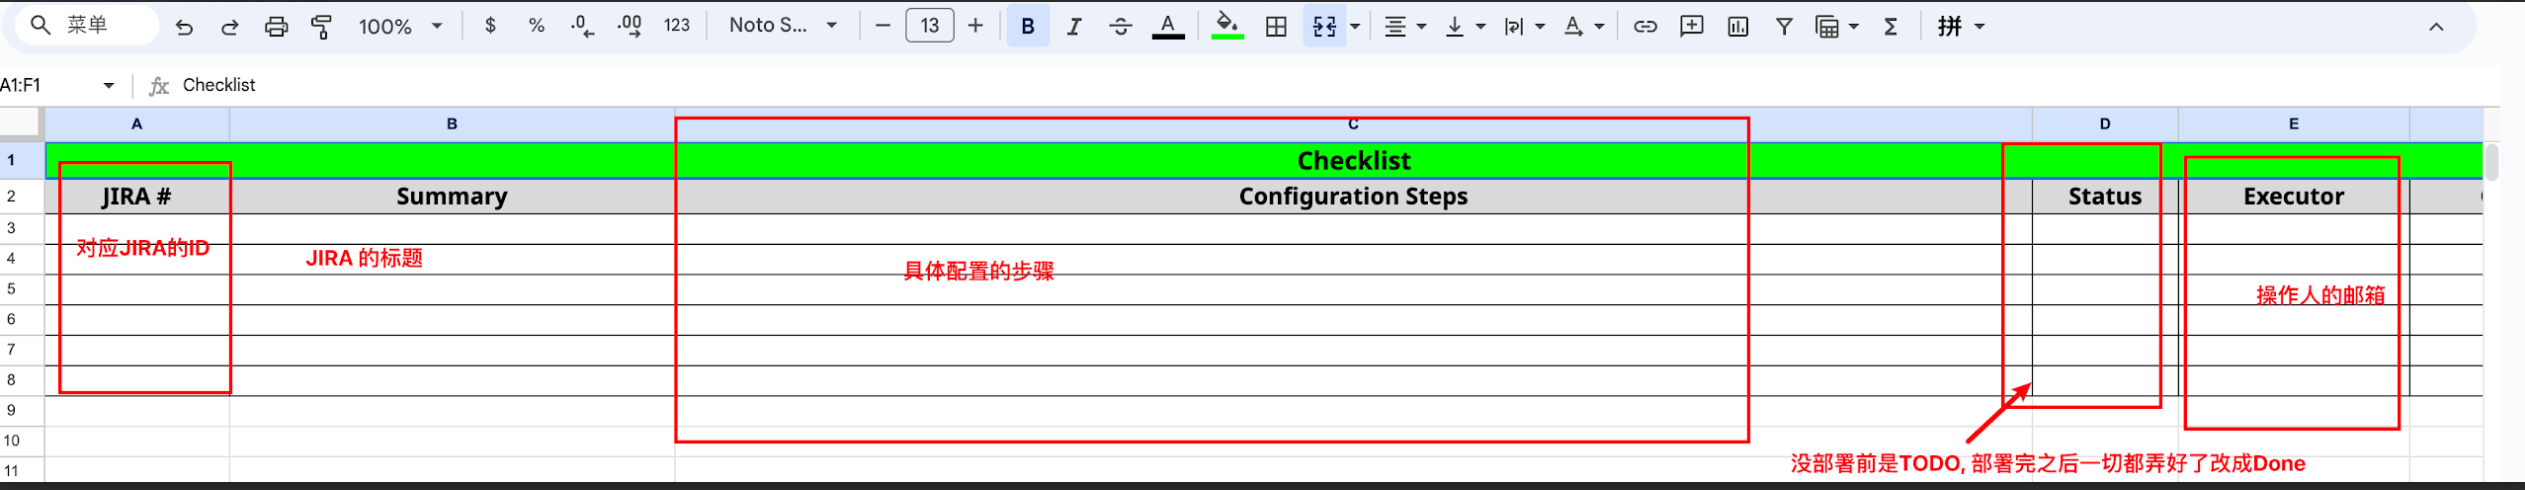 菜单 100% $ % .0 .00 123 Noto S... 13 B I A A Σ 拼
A1:F1 fx Checklist
A B C D E
1 Checklist
2 JIRA # Summary Configuration Steps Status Executor
3
对应JIRA的ID
JIRA 的标题
4
具体配置的步骤
5
操作人的邮箱
6
7
8
9
10
没部署前是TODO, 部署完之后一切都弄好了改成Done
11